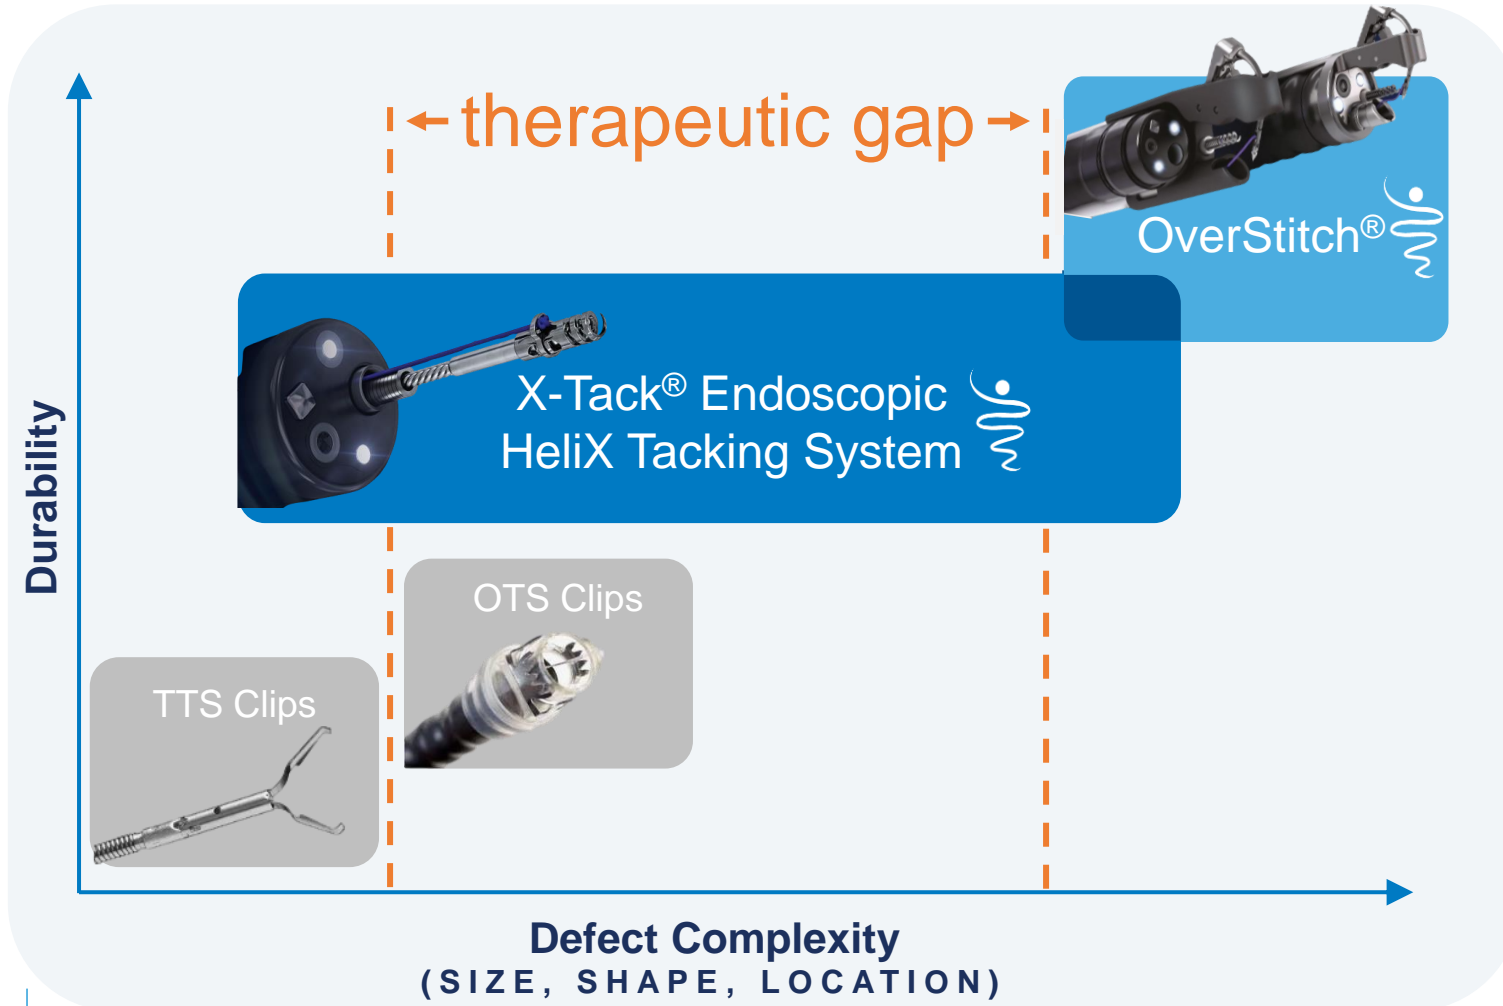 therapeutic gap
OverStitch®
X-Tack® Endoscopic
HeliX Tacking System
OTS Clips
TTS Clips
Durability
Defect Complexity
(SIZE, SHAPE, LOCATION)